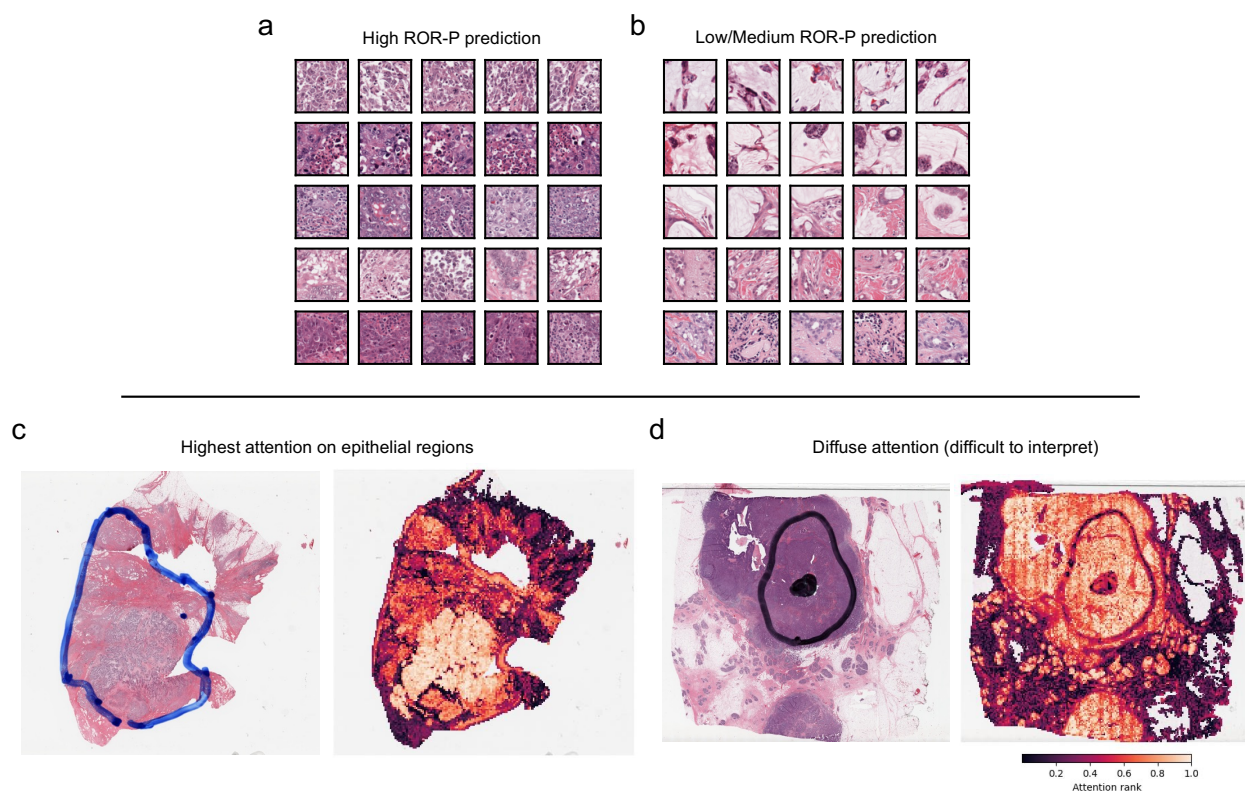 a
High ROR-P prediction
b
Low/Medium ROR-P prediction
c
Highest attention on epithelial regions
d
Diffuse attention (difficult to interpret)
0.2 0.4 0.6 0.8 1.0
Attention rank